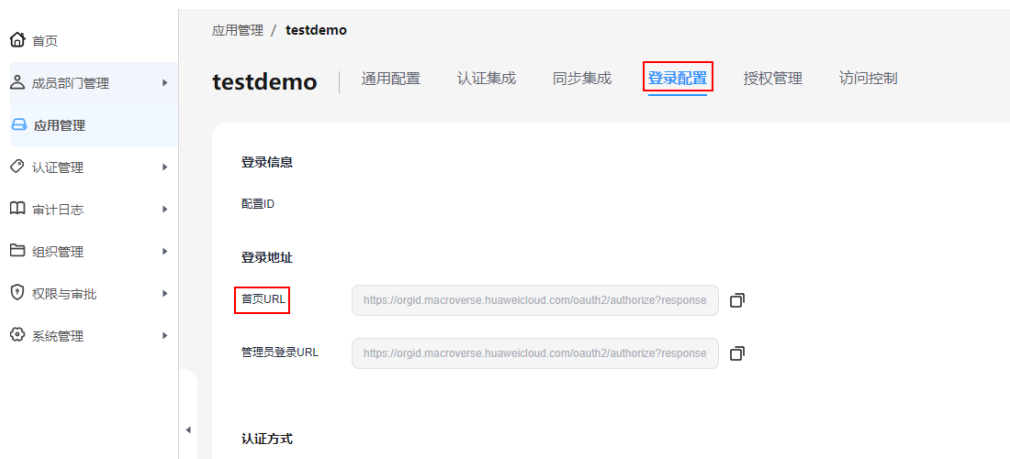 首页
成员部门管理
应用管理
认证管理
审计日志
组织管理
权限与审批
系统管理
应用管理 / testdemo
testdemo 通用配置 认证集成 同步集成 登录配置 授权管理 访问控制
登录信息
配置ID
登录地址
首页URL https://orgid.macroverse.huaweicloud.com/oauth2/authorize?response
管理员登录URL https://orgid.macroverse.huaweicloud.com/oauth2/authorize?response
认证方式